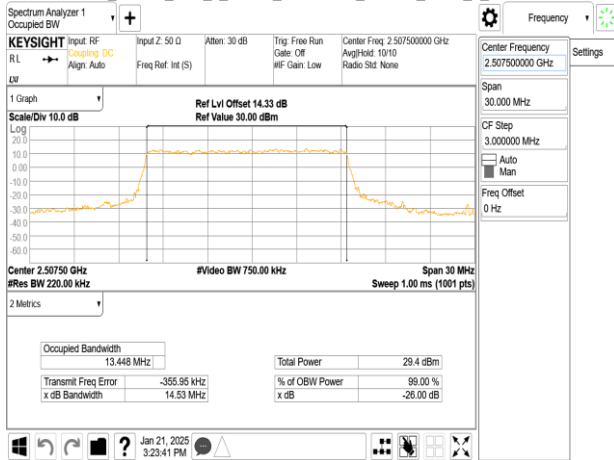 Spectrum Analyzer 1
Occupied BW
Frequency
KEYSIGHT
RL
LXI
Input: RF
Coupling: DC
Align: Auto
Input Z: 50 Ω
Freq Ref: Int (S)
Atten: 30 dB
Trig: Free Run
Gate: Off
#IF Gain: Low
Center Freq: 2.507500000 GHz
Avg|Hold: 10/10
Radio Std: None
Center Frequency
2.507500000 GHz
Settings
Span
30.000 MHz
CF Step
3.000000 MHz
Auto
Man
Freq Offset
0 Hz
1 Graph
Scale/Div 10.0 dB
Ref Lvl Offset 14.33 dB
Ref Value 30.00 dBm
Log
20.0
10.0
0.00
-10.0
-20.0
-30.0
-40.0
-50.0
-60.0
Center 2.50750 GHz
#Video BW 750.00 kHz
Span 30 MHz
#Res BW 220.00 kHz
Sweep 1.00 ms (1001 pts)
2 Metrics
Occupied Bandwidth
13.448 MHz
Total Power 29.4 dBm
Transmit Freq Error -355.95 kHz
% of OBW Power 99.00 %
x dB Bandwidth 14.53 MHz
x dB -26.00 dB
?
Jan 21, 2025
3:23:41 PM